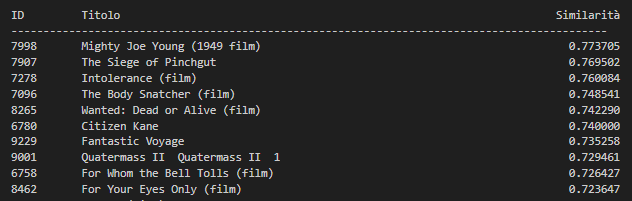 ID Titolo Similarità
--------------------------------------------------------------------------------------------
7998 Mighty Joe Young (1949 film) 0.773705
7907 The Siege of Pinchgut 0.769502
7278 Intolerance (film) 0.760084
7096 The Body Snatcher (film) 0.748541
8265 Wanted: Dead or Alive (film) 0.742290
6780 Citizen Kane 0.740000
9229 Fantastic Voyage 0.735258
9001 Quatermass II  Quatermass II  1 0.729461
6758 For Whom the Bell Tolls (film) 0.726427
8462 For Your Eyes Only (film) 0.723647